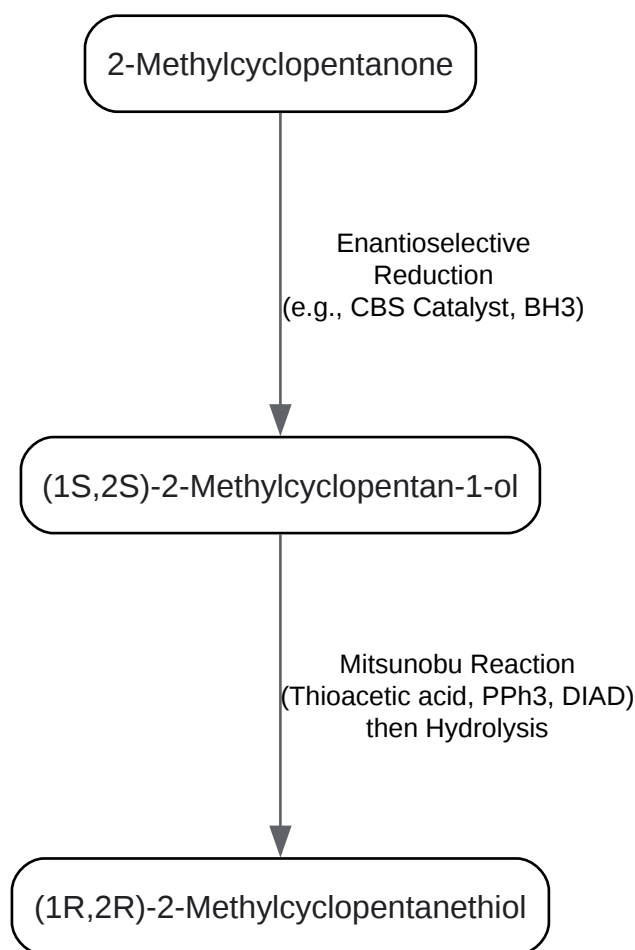 2-Methylcyclopentanone
Enantioselective
Reduction
(e.g., CBS Catalyst, BH3)
(1S,2S)-2-Methylcyclopentan-1-ol
Mitsunobu Reaction
(Thioacetic acid, PPh3, DIAD)
then Hydrolysis
(1R,2R)-2-Methylcyclopentanethiol